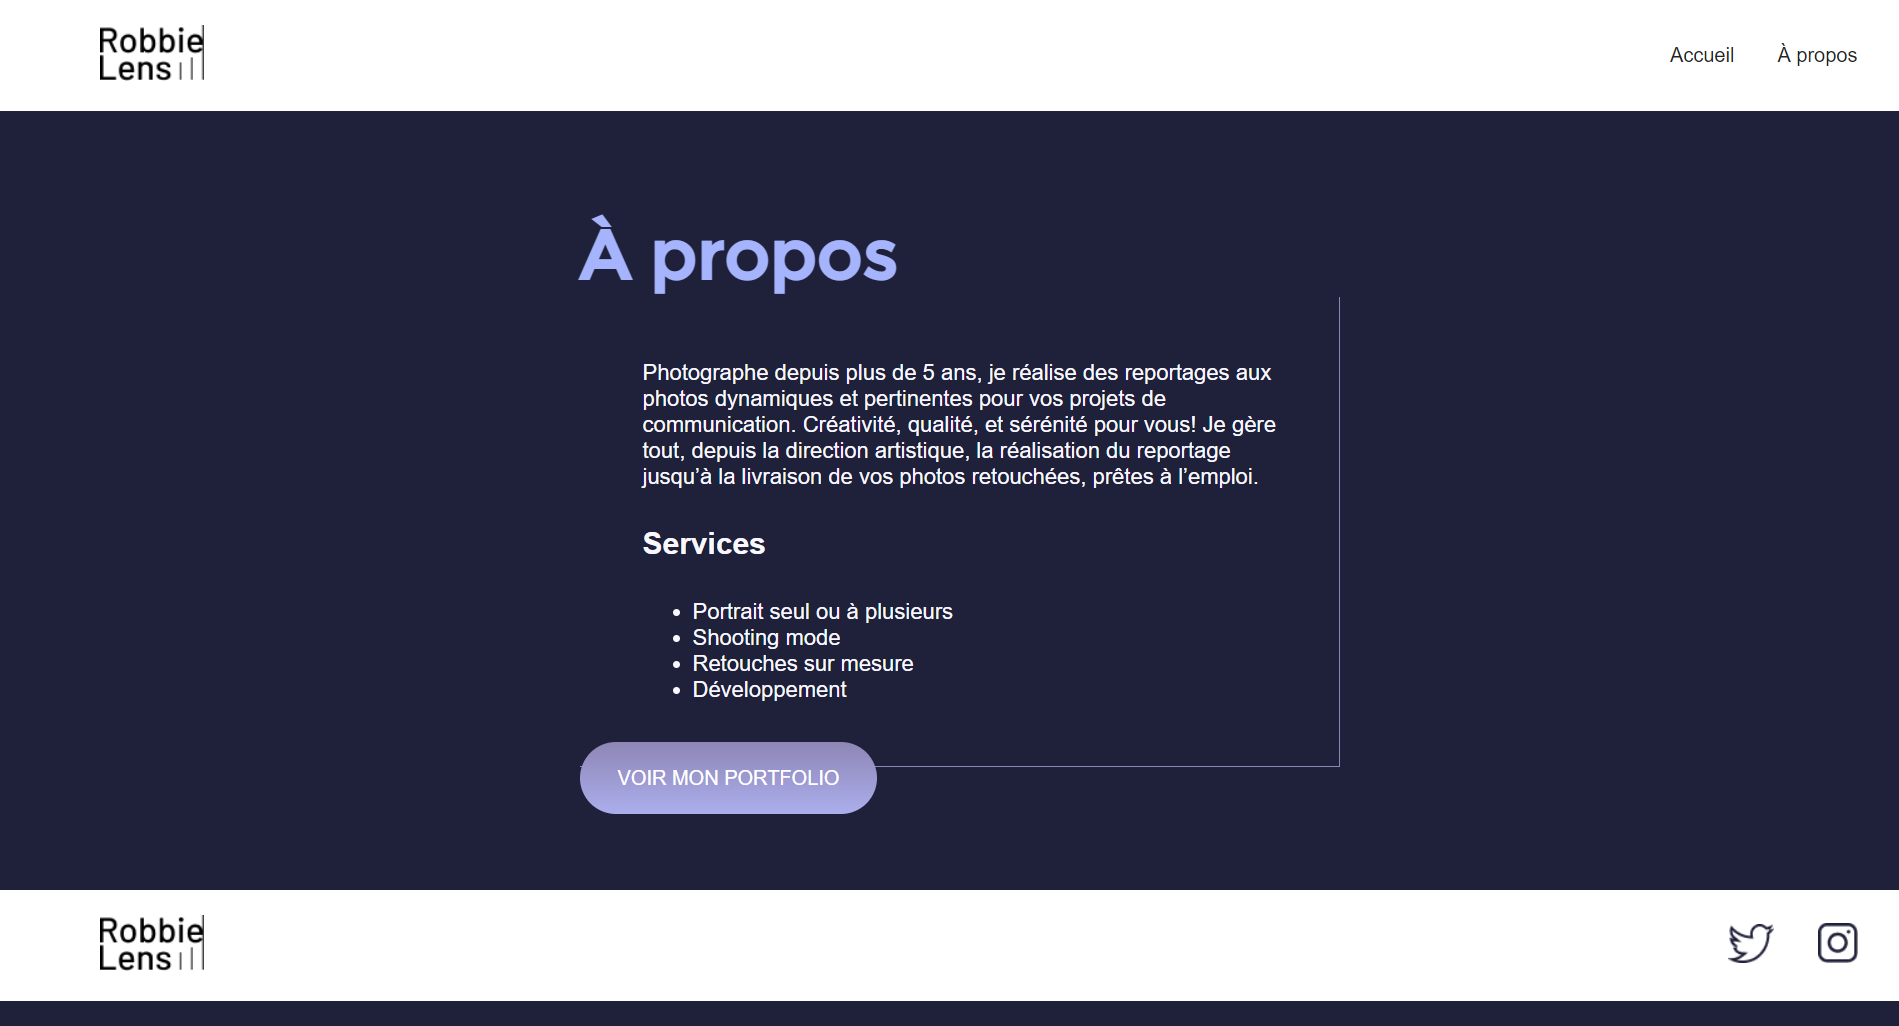 Robbie
Lens
Accueil
À propos
À propos
Photographe depuis plus de 5 ans, je réalise des reportages aux
photos dynamiques et pertinentes pour vos projets de
communication. Créativité, qualité, et sérénité pour vous! Je gère
tout, depuis la direction artistique, la réalisation du reportage
jusqu’à la livraison de vos photos retouchées, prêtes à l’emploi.
Services
• Portrait seul ou à plusieurs
• Shooting mode
• Retouches sur mesure
• Développement
VOIR MON PORTFOLIO
Robbie
Lens